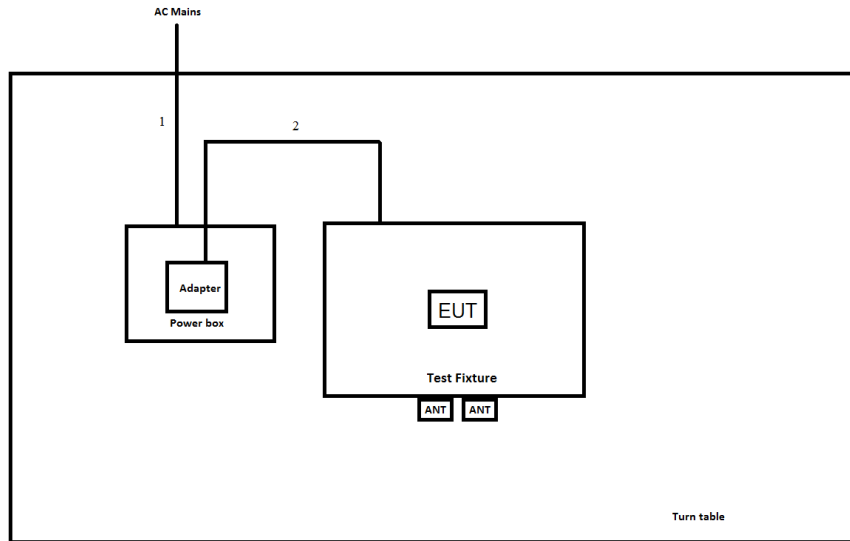 AC Mains
1
2
Adapter
Power box
EUT
Test Fixture
ANT
ANT
Turn table